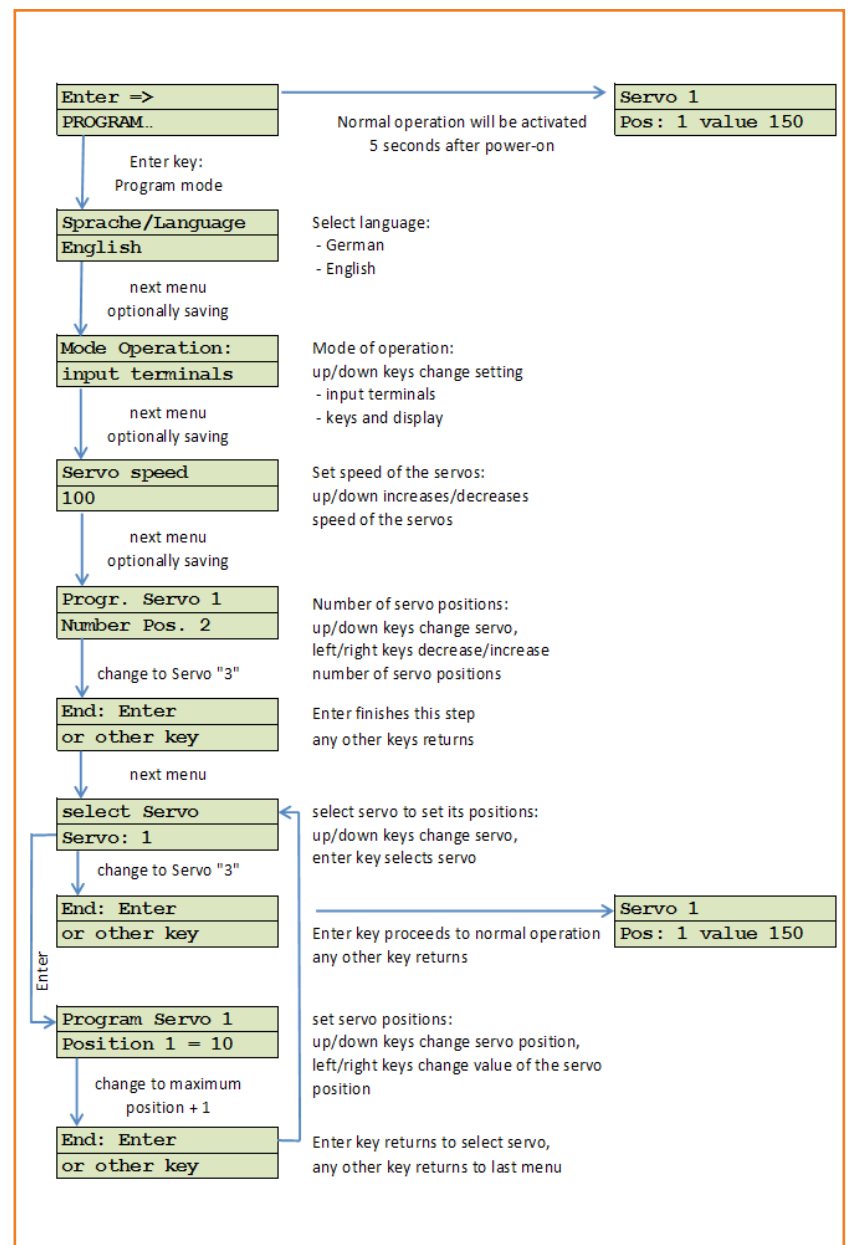 Enter =>
PROGRAM..
Servo 1
Pos: 1 value 150
Normal operation will be activated
5 seconds after power-on
Enter key:
Program mode
Sprache/Language
English
Select language:
- German
- English
next menu
optionally saving
Mode Operation:
input terminals
Mode of operation:
up/down keys change setting
- input terminals
- keys and display
next menu
optionally saving
Servo speed
100
Set speed of the servos:
up/down increases/decreases
speed of the servos
next menu
optionally saving
Progr. Servo 1
Number Pos. 2
Number of servo positions:
up/down keys change servo,
left/right keys decrease/increase
number of servo positions
change to Servo "3"
End: Enter
or other key
Enter finishes this step
any other keys returns
next menu
select Servo
Servo: 1
select servo to set its positions:
up/down keys change servo,
enter key selects servo
change to Servo "3"
End: Enter
or other key
Enter key proceeds to normal operation
any other key returns
Servo 1
Pos: 1 value 150
Enter
Program Servo 1
Position 1 = 10
set servo positions:
up/down keys change servo position,
left/right keys change value of the servo
position
change to maximum
position + 1
End: Enter
or other key
Enter key returns to select servo,
any other key returns to last menu